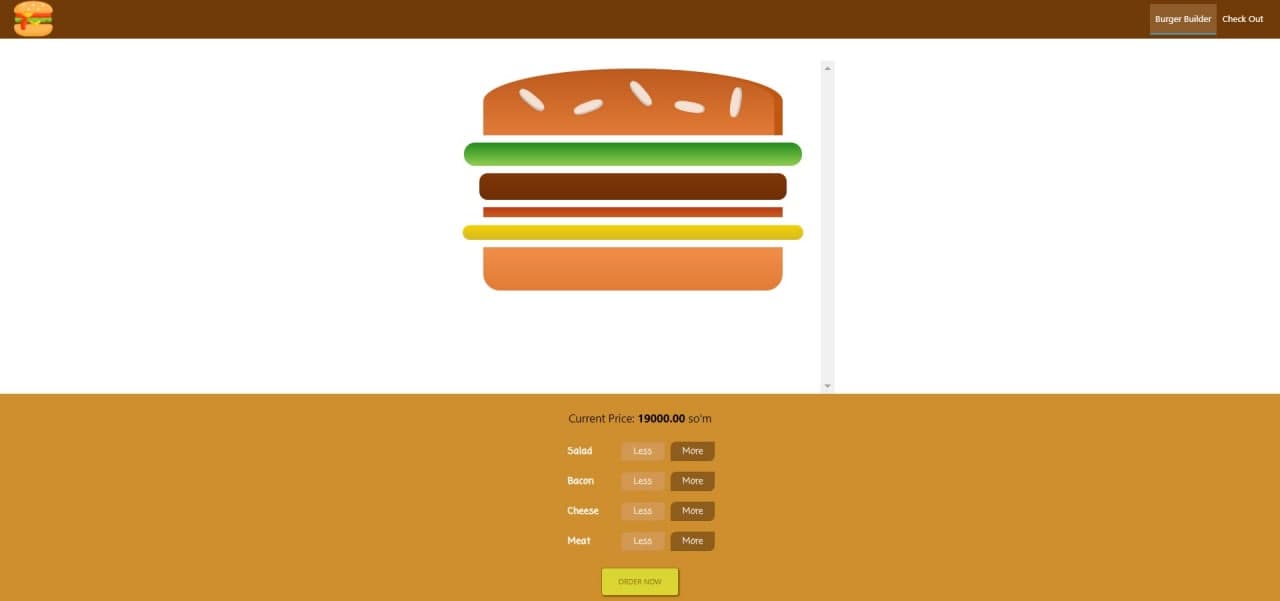 Burger Builder Check Out
Current Price: 19000.00 so'm
Salad Less More
Bacon Less More
Cheese Less More
Meat Less More
ORDER NOW